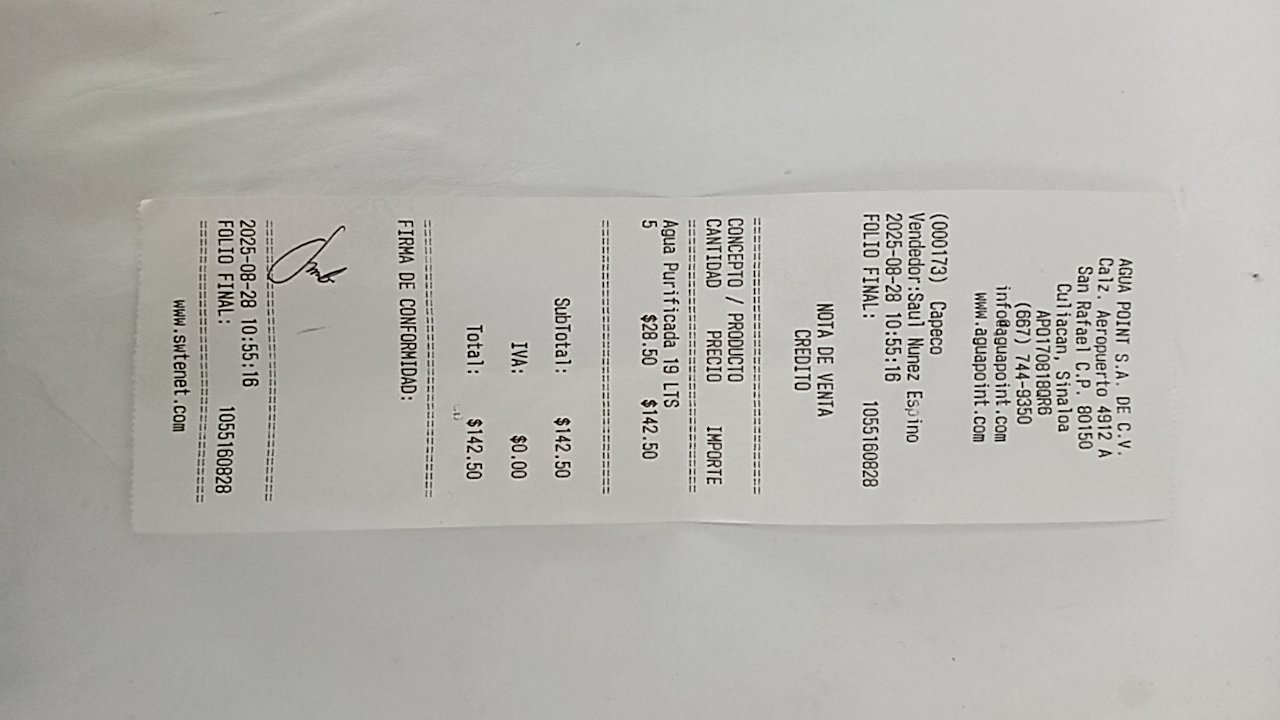 AGUA POINT S.A. DE C.V.
Calz. Aeropuerto 4912 A
San Rafael C.P. 80150
Culiacan, Sinaloa
APO1708180R6
(667) 744-9350
info@aguapoint.com
www.aguapoint.com
(000173) Capeco
Vendedor:Saul Nunez Espino
2025-08-28 10:55:16
FOLIO FINAL: 1055160828
NOTA DE VENTA
CREDITO
CONCEPTO / PRODUCTO
CANTIDAD PRECIO IMPORTE
Agua Purificada 19 LTS
5 $28.50 $142.50
SubTotal: $142.50
IVA: $0.00
Total: $142.50
FIRMA DE CONFORMIDAD:
2025-08-28 10:55:16
FOLIO FINAL: 1055160828
www.swtenet.com